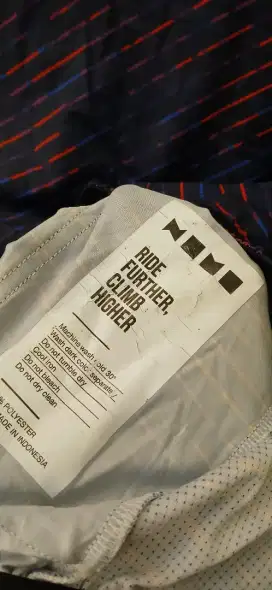 RIDE
FURTHER,
CLIMB
HIGHER
Machine wash cold 30°
Wash dark color separately
Do not tumble dry
Cool iron
Do not bleach
Do not dry clean
% POLYESTER
MADE IN INDONESIA